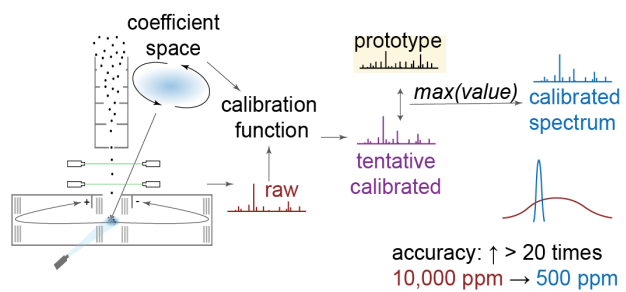 coefficient
space
prototype
calibration
function
max(value)
calibrated
spectrum
tentative
calibrated
raw
+
-
accuracy: ↑ > 20 times
10,000 ppm → 500 ppm